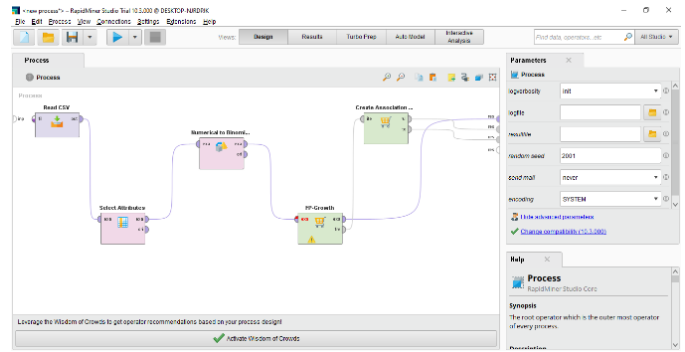 <new process*> – RapidMiner Studio Trial 10.3.000 @ DESKTOP-NJRDRIK
File Edit Process View Connections Settings Extensions Help
Views: Design Results Turbo Prep Auto Model Interactive Analysis
Find data, operators...etc
All Studio
Process
Process
Process
Read CSV
Select Attributes
Numerical to Binomi...
FP-Growth
Create Association ...
Leverage the Wisdom of Crowds to get operator recommendations based on your process design!
Activate Wisdom of Crowds
Parameters
Process
logverbosity init
logfile
resultfile
random seed 2001
send mail never
encoding SYSTEM
Hide advanced parameters
Change compatibility (10.3.000)
Help
Process
RapidMiner Studio Core
Synopsis
The root operator which is the outer most operator
of every process.
Description